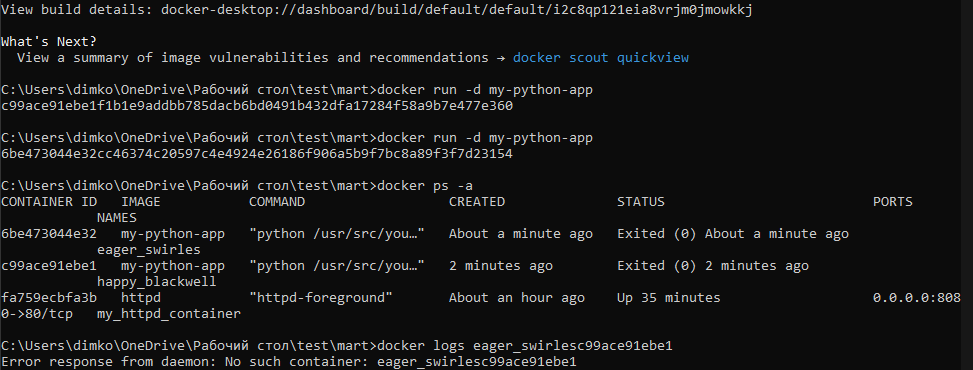 View build details: docker-desktop://dashboard/build/default/default/i2c8qp121eia8vrjm0jmowkkj
What's Next?
View a summary of image vulnerabilities and recommendations → docker scout quickview
C:\Users\dimko\OneDrive\Рабочий стол\test\mart>docker run -d my-python-app
c99ace91ebe1f1b1e9addbb785dacb6bd0491b432dfa17284f58a9b7e477e360
C:\Users\dimko\OneDrive\Рабочий стол\test\mart>docker run -d my-python-app
6be473044e32cc46374c20597c4e4924e26186f906a5b9f7bc8a89f3f7d23154
C:\Users\dimko\OneDrive\Рабочий стол\test\mart>docker ps -a
CONTAINER ID   IMAGE           COMMAND                  CREATED              STATUS                          PORTS
NAMES
6be473044e32   my-python-app   "python /usr/src/you…"   About a minute ago   Exited (0) About a minute ago
eager_swirles
c99ace91ebe1   my-python-app   "python /usr/src/you…"   2 minutes ago        Exited (0) 2 minutes ago
happy_blackwell
fa759ecbfa3b   httpd           "httpd-foreground"       About an hour ago    Up 35 minutes                   0.0.0.0:808
0->80/tcp   my_httpd_container
C:\Users\dimko\OneDrive\Рабочий стол\test\mart>docker logs eager_swirlesc99ace91ebe1
Error response from daemon: No such container: eager_swirlesc99ace91ebe1